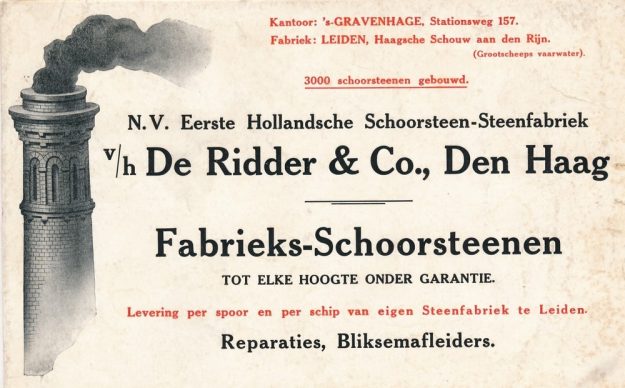 Kantoor: 's-GRAVENHAGE, Stationsweg 157.
Fabriek: LEIDEN, Haagsche Schouw aan den Rijn.
(Grootscheeps vaarwater).
3000 schoorsteenen gebouwd.
N.V. Eerste Hollandsche Schoorsteen-Steenfabriek
v/h De Ridder & Co., Den Haag
Fabrieks-Schoorsteenen
TOT ELKE HOOGTE ONDER GARANTIE.
Levering per spoor en per schip van eigen Steenfabriek te Leiden.
Reparaties, Bliksemafleiders.